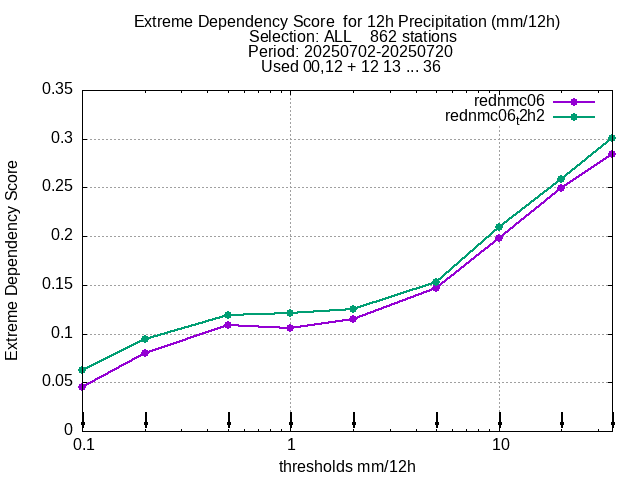 Extreme Dependency Score  for 12h Precipitation (mm/12h)
Selection: ALL    862 stations
Period: 20250702-20250720
Used 00,12 + 12 13 ... 36
rednmc06
rednmc06t2h2
Extreme Dependency Score
0.35
0.3
0.25
0.2
0.15
0.1
0.05
0
0.1
1
10
thresholds mm/12h